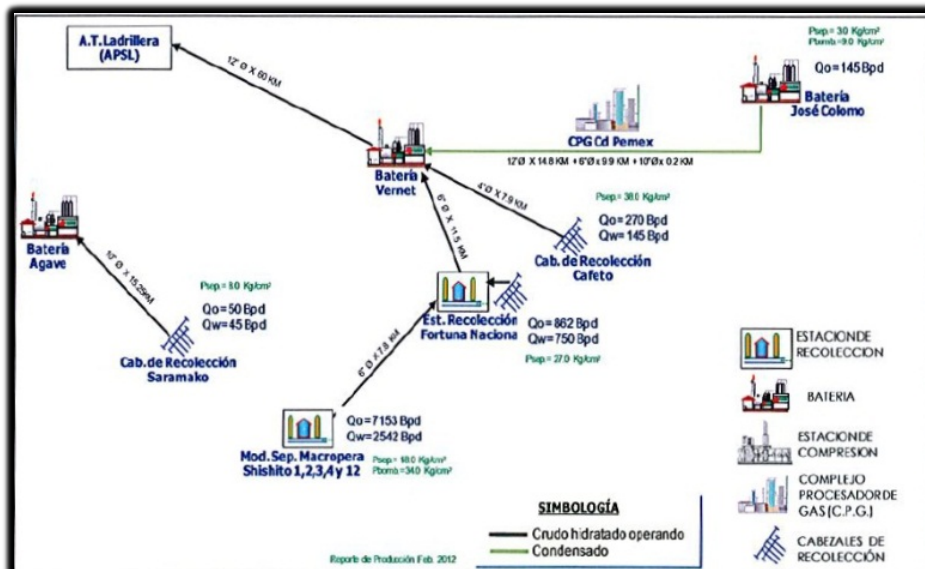 A.T.Ladrillera
(APSL)
12"Ø X 60 KM
Psep.= 3.0 Kg/cm²
Pbomb.=9.0 Kg/cm²
Qo = 145Bpd
Batería
José Colomo
CPG Cd Pemex
12"Ø X 14.8 KM + 6"Ø x 9.9 KM + 10"Ø x 0.2 KM
Batería
Vernet
4"Ø X 7.9 KM
6"Ø X 11.5 KM
Psep.= 38.0 Kg/cm²
Qo = 270 Bpd
Qw= 145 Bpd
Cab. de Recolección
Cafeto
Batería
Agave
10"Ø X 15.25KM
Psep.= 8.0 Kg/cm²
Qo= 50 Bpd
Qw= 45 Bpd
Cab. de Recolección
Saramako
Est. Recolección
Fortuna Naciona
Qo = 862 Bpd
Qw= 750 Bpd
Psep.= 27.0 Kg/cm²
6"Ø X 7.8 KM
Qo=7153 Bpd
Qw=2542 Bpd
Mod. Sep. Macropera
Shishito 1,2,3,4 y 12
Psep.= 18.0 Kg/cm²
Pbomb.= 34.0 Kg/cm²
ESTACION DE
RECOLECCION
BATERIA
ESTACION DE
COMPRESION
COMPLEJO
PROCESADOR DE
GAS (C.P.G.)
CABEZALES DE
RECOLECCIÓN
SIMBOLOGÍA
Crudo hidratado operando
Condensado
Reporte de Producción Feb. 2012